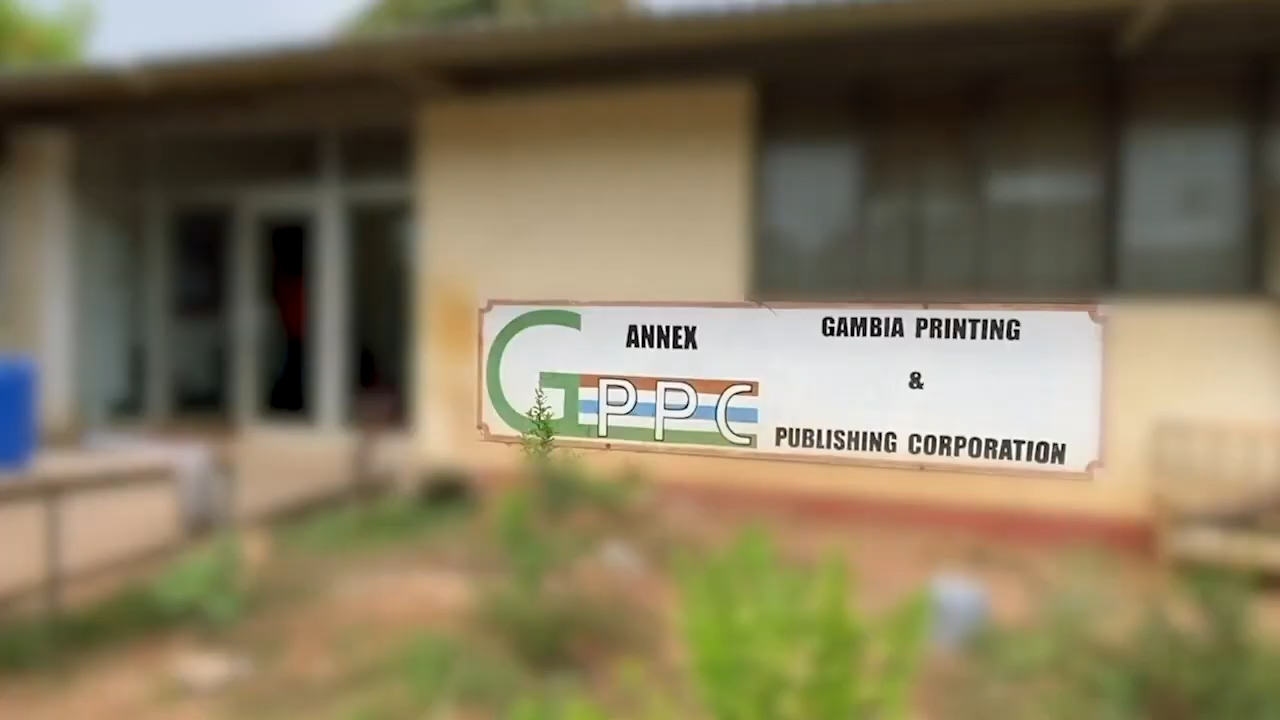 ANNEX
GPPC
GAMBIA PRINTING
&
PUBLISHING CORPORATION